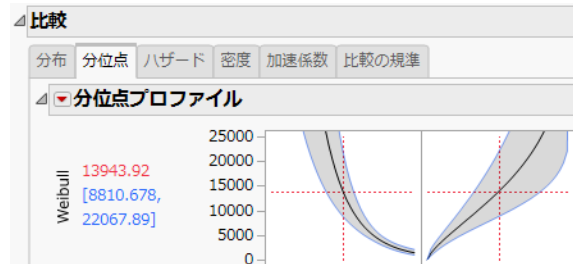 比較
分布 分位点 ハザード 密度 加速係数 比較の規準
分位点プロファイル
Weibull
13943.92
[8810.678,
22067.89]
25000
20000
15000
10000
5000
0